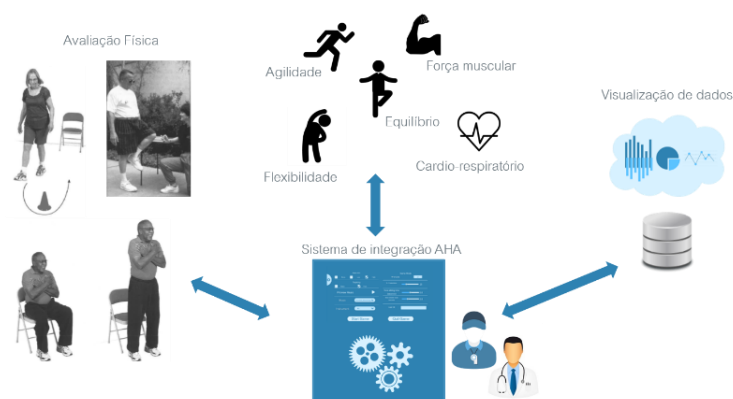 Avaliação Física
Agilidade
Força muscular
Equilíbrio
Flexibilidade
Cardio-respiratório
Visualização de dados
Sistema de integração AHA